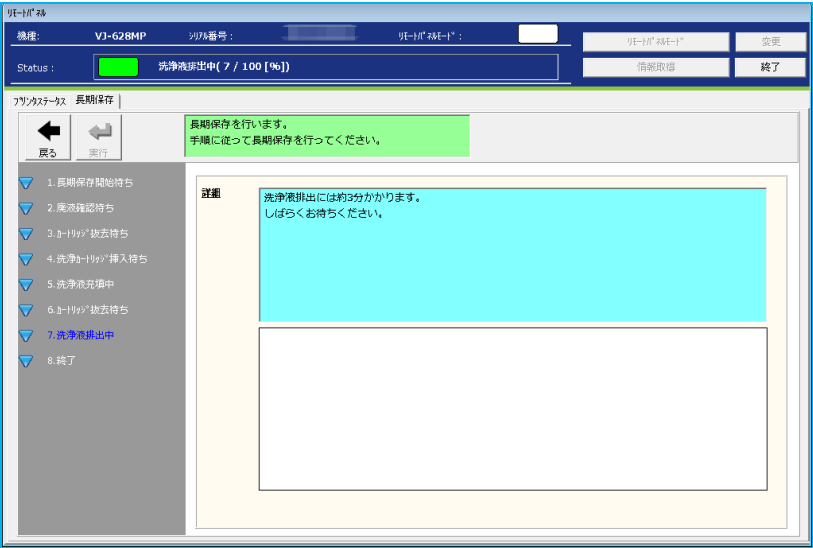 ﾘﾓｰﾄﾊﾟﾈﾙ
機種:
VJ-628MP
ｼﾘｱﾙ番号 :
ﾘﾓｰﾄﾊﾟﾈﾙﾓｰﾄﾞ :
ﾘﾓｰﾄﾊﾟﾈﾙﾓｰﾄﾞ
変更
Status :
洗浄液排出中( 7 / 100 [%])
情報取得
終了
ﾌﾟﾘﾝﾀｽﾃｰﾀｽ
長期保存
戻る
実行
長期保存を行います。
手順に従って長期保存を行ってください。
1.長期保存開始待ち
2.廃液確認待ち
3.ｶｰﾄﾘｯｼﾞ抜去待ち
4.洗浄ｶｰﾄﾘｯｼﾞ挿入待ち
5.洗浄液充填中
6.ｶｰﾄﾘｯｼﾞ抜去待ち
7.洗浄液排出中
8.終了
詳細
洗浄液排出には約3分かかります。
しばらくお待ちください。